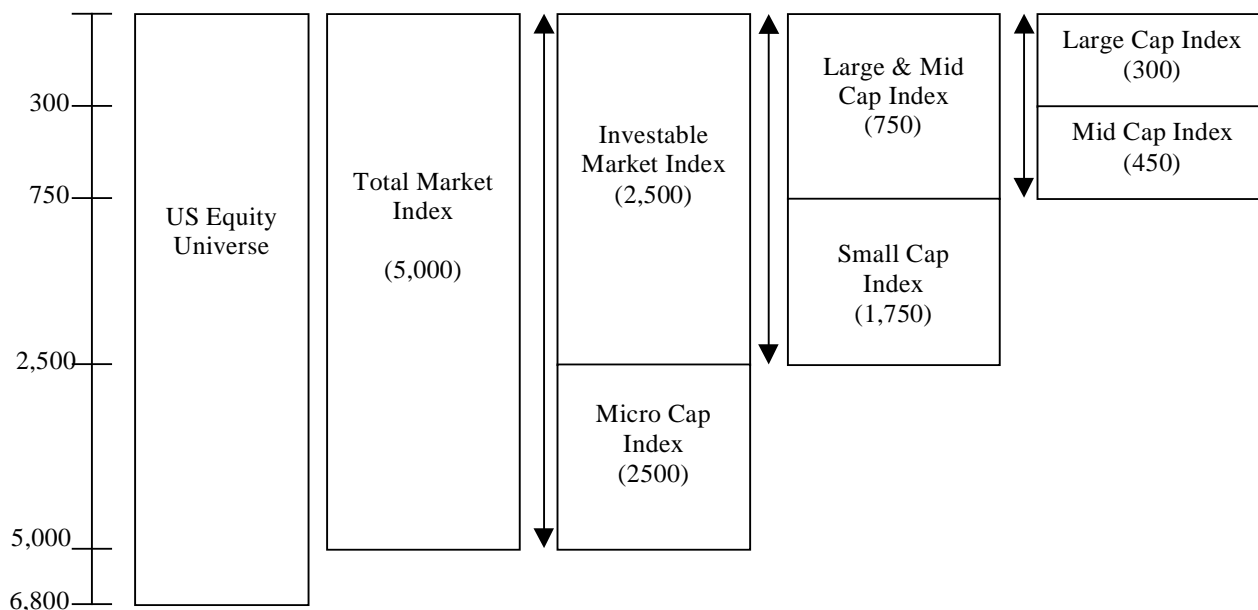 300
750
2,500
5,000
6,800
US Equity
Universe
Total Market
Index
(5,000)
Investable
Market Index
(2,500)
Micro Cap
Index
(2500)
Large & Mid
Cap Index
(750)
Small Cap
Index
(1,750)
Large Cap Index
(300)
Mid Cap Index
(450)